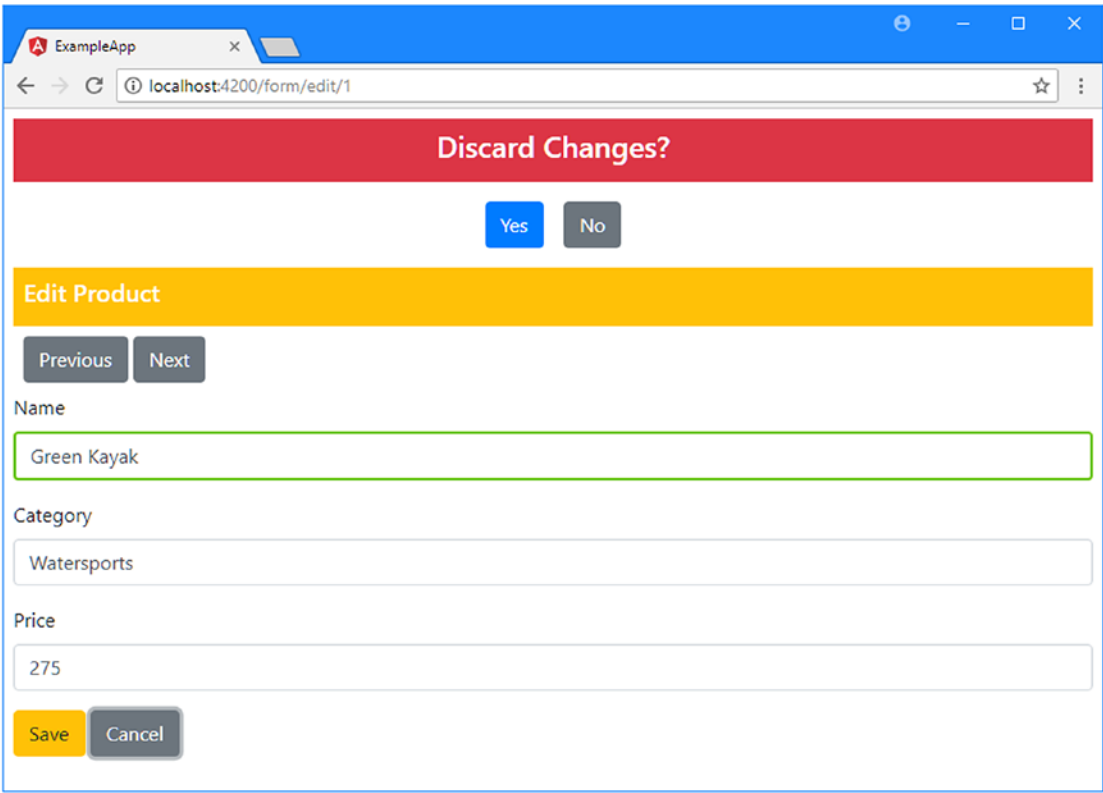 ExampleApp
localhost:4200/form/edit/1
Discard Changes?
Yes No
Edit Product
Previous Next
Name
Green Kayak
Category
Watersports
Price
275
Save Cancel